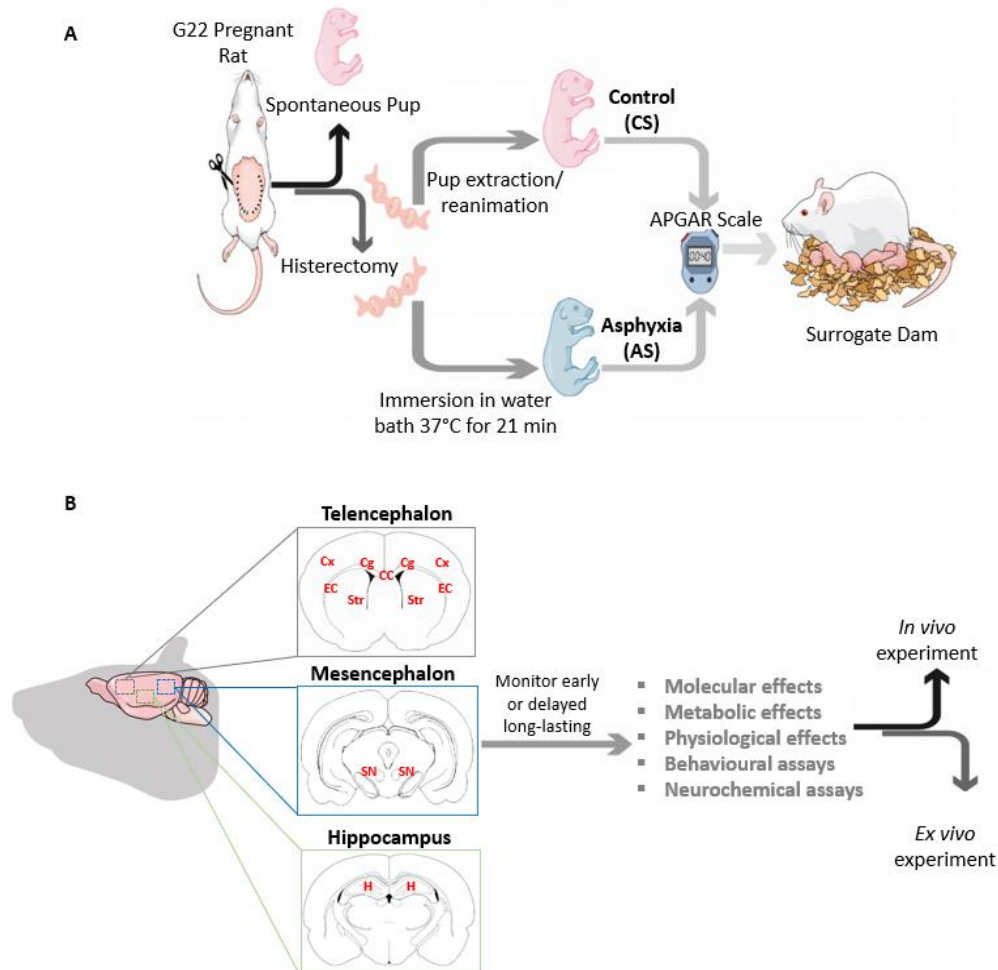 A
G22 Pregnant
Rat
Spontaneous Pup
Histerectomy
Pup extraction/
reanimation
Control
(CS)
APGAR Scale
0040
Asphyxia
(AS)
Immersion in water
bath 37°C for 21 min
Surrogate Dam
B
Telencephalon
Cx Cg Cg Cx
CC
EC EC
Str Str
Mesencephalon
SN SN
Hippocampus
H H
Monitor early
or delayed
long-lasting
▪ Molecular effects
▪ Metabolic effects
▪ Physiological effects
▪ Behavioural assays
▪ Neurochemical assays
In vivo
experiment
Ex vivo
experiment